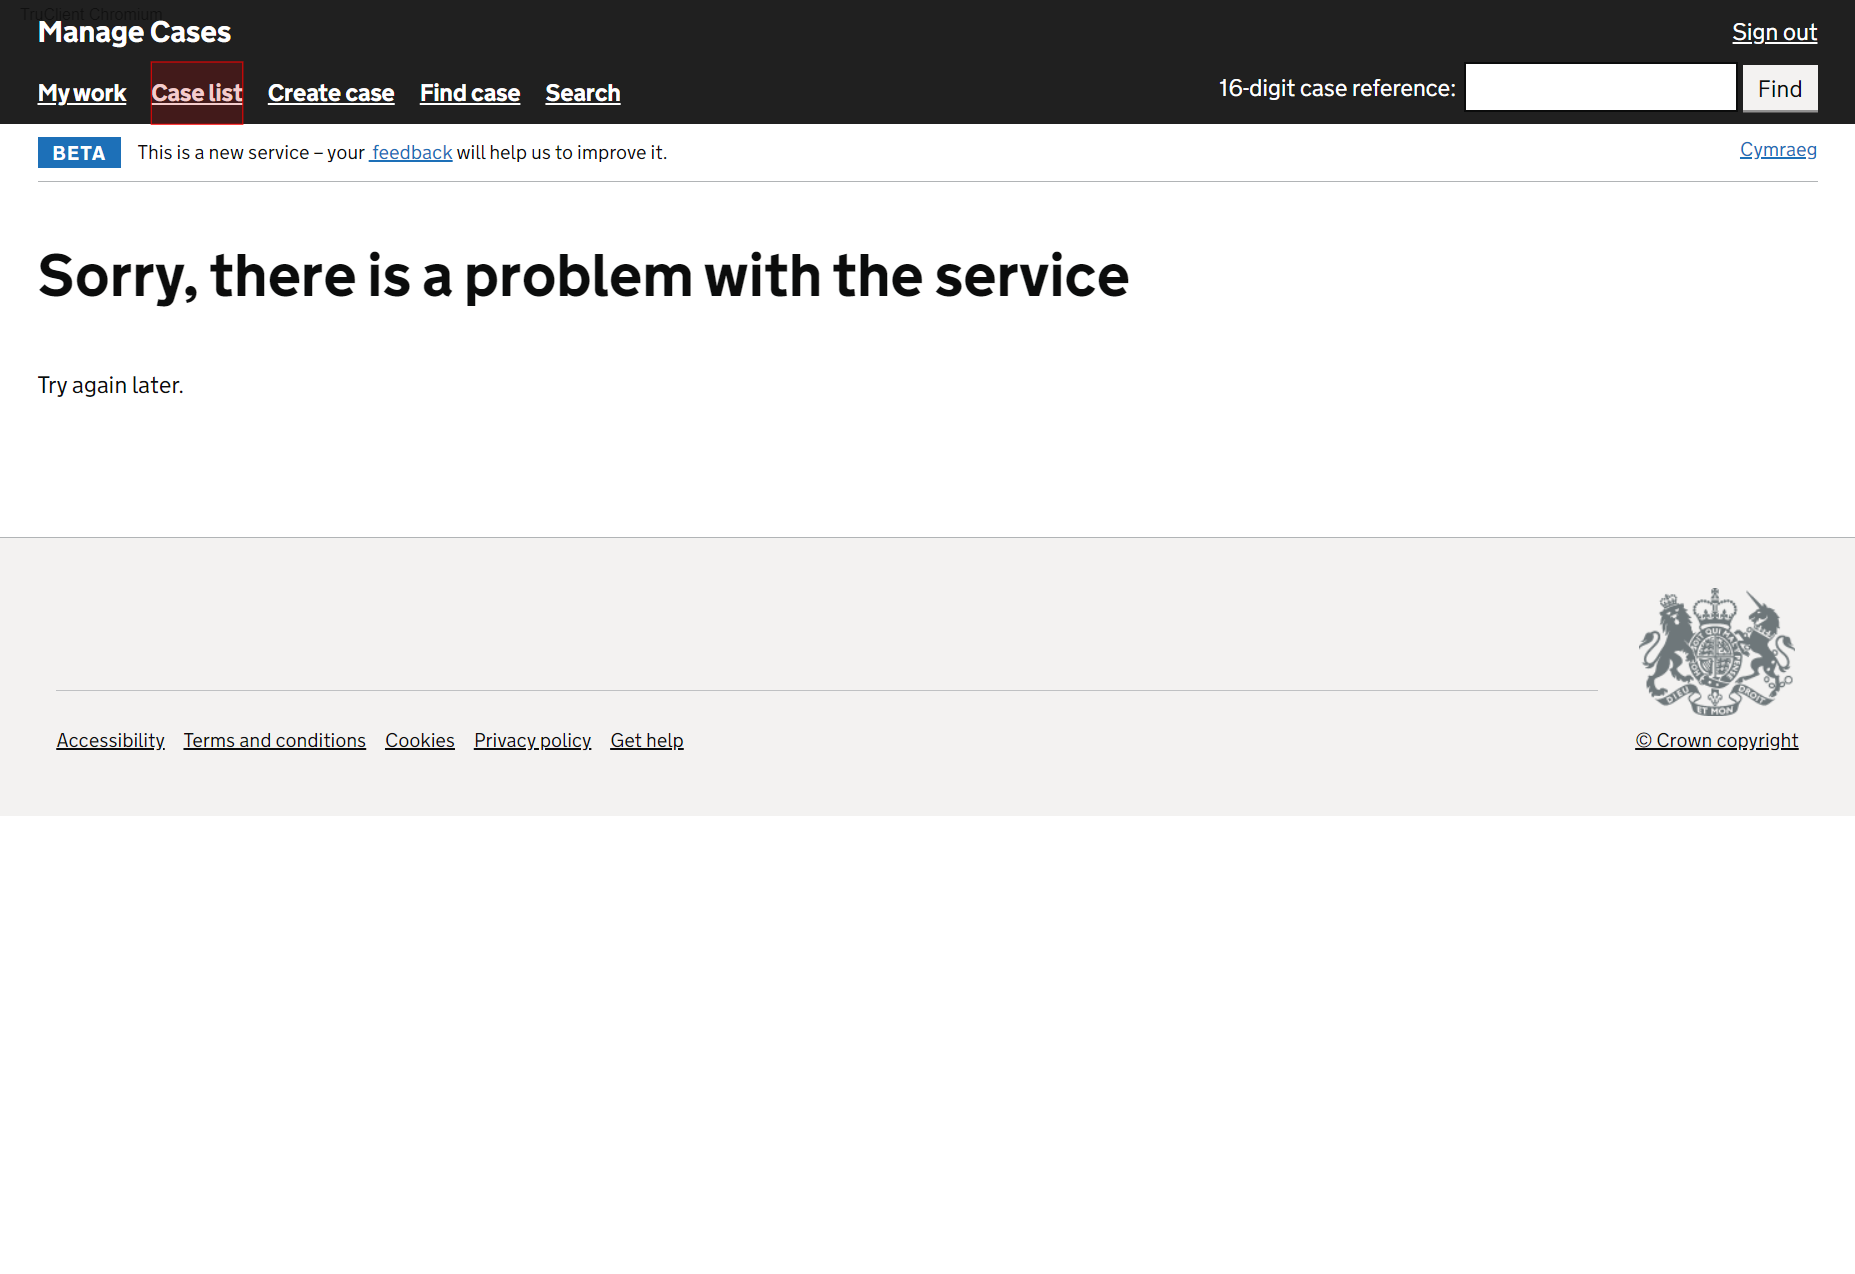 TruClient Chromium
Manage Cases
Sign out
My work Case list Create case Find case Search
16-digit case reference: Find
BETA This is a new service – your feedback will help us to improve it.
Cymraeg
Sorry, there is a problem with the service
Try again later.
DIEU ET MON DROIT
Accessibility Terms and conditions Cookies Privacy policy Get help
© Crown copyright